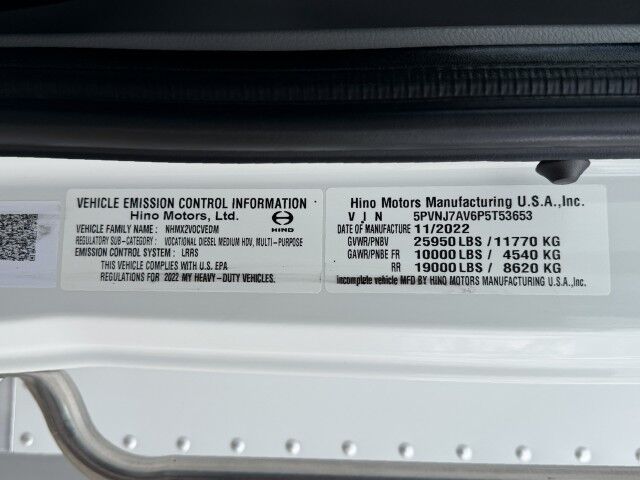 VEHICLE EMISSION CONTROL INFORMATION
Hino Motors, Ltd.
HINO
VEHICLE FAMILY NAME: NHMX2VOCVEDM
REGULATORY SUB-CATEGORY: VOCATIONAL DIESEL MEDIUM HDV, MULTI-PURPOSE
EMISSION CONTROL SYSTEM: LRRS
THIS VEHICLE COMPLIES WITH U.S. EPA
REGULATIONS FOR 2022 MY HEAVY-DUTY VEHICLES.
Hino Motors Manufacturing U.S.A.,Inc.
V I N 5PVNJ7AV6P5T53653
DATE OF MANUFACTURE 11/2022
GVWR/PNBV 25950 LBS/11770 KG
GAWR/PNBE FR 10000 LBS/ 4540 KG
RR 19000 LBS/ 8620 KG
incomplete vehicle MFD BY HINO MOTORS MANUFACTURING U.S.A.,Inc.